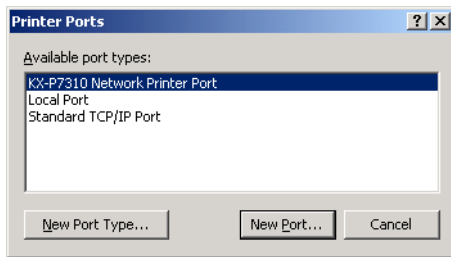 Printer Ports
Available port types:
KX-P7310 Network Printer Port
Local Port
Standard TCP/IP Port
New Port Type... New Port... Cancel